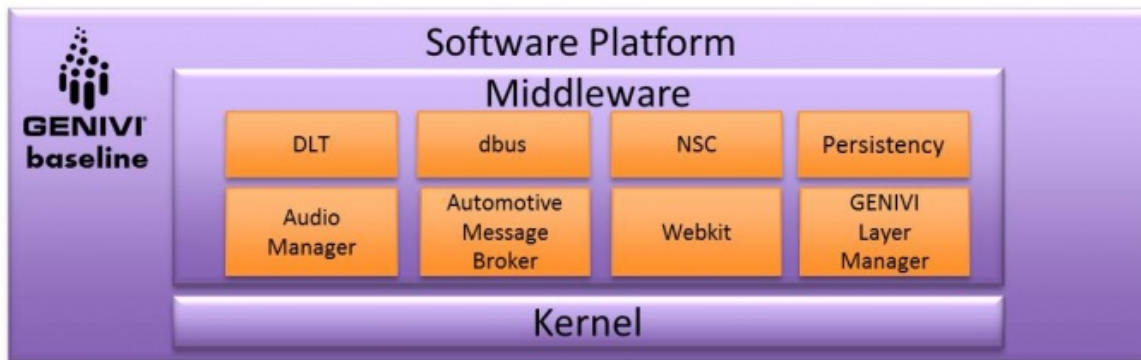 Software Platform
GENIVI
baseline
Middleware
DLT
dbus
NSC
Persistency
Audio
Manager
Automotive
Message
Broker
Webkit
GENIVI
Layer
Manager
Kernel